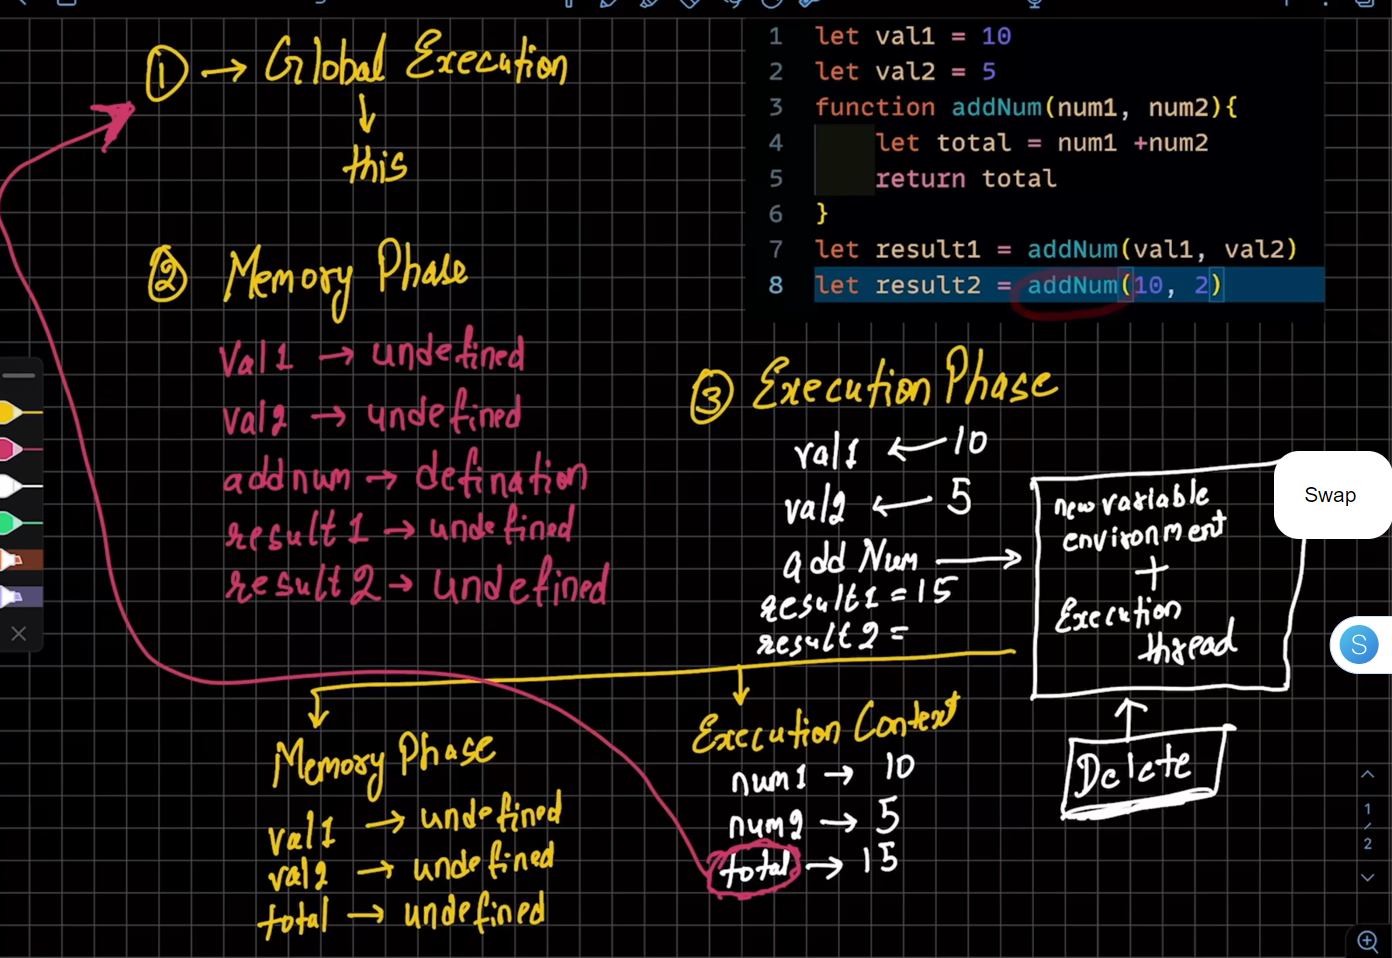 ① → Global Execution
↓
this
② Memory Phase
val1 → undefined
val2 → undefined
addnum → defination
result1 → undefined
result2 → undefined
1 let val1 = 10
2 let val2 = 5
3 function addNum(num1, num2){
4 let total = num1 +num2
5 return total
6 }
7 let result1 = addNum(val1, val2)
8 let result2 = addNum(10, 2)
③ Execution Phase
val1 ← 10
val2 ← 5
add Num →
result1 = 15
result2 =
new variable
environment
+
Execution
thread
Delete
Memory Phase
val1 → undefined
val2 → undefined
total → undefined
Execution Context
num1 → 10
num2 → 5
total → 15
Swap
S
1
/
2